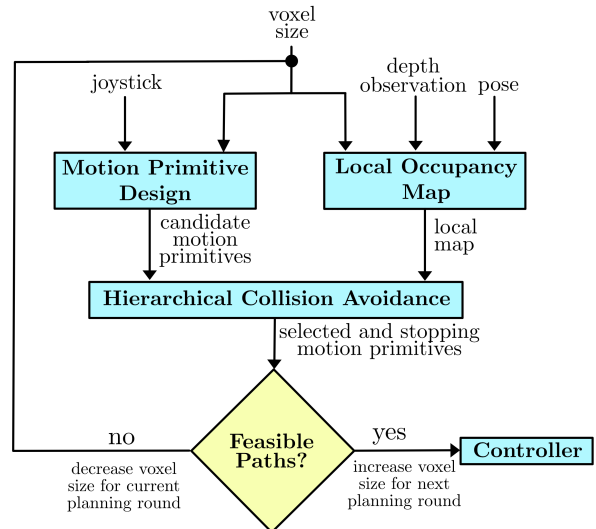 voxel
size
joystick
depth
observation
pose
Motion Primitive
Design
Local Occupancy
Map
candidate
motion
primitives
local
map
Hierarchical Collision Avoidance
selected and stopping
motion primitives
Feasible
Paths?
no
decrease voxel
size for current
planning round
yes
increase voxel
size for next
planning round
Controller